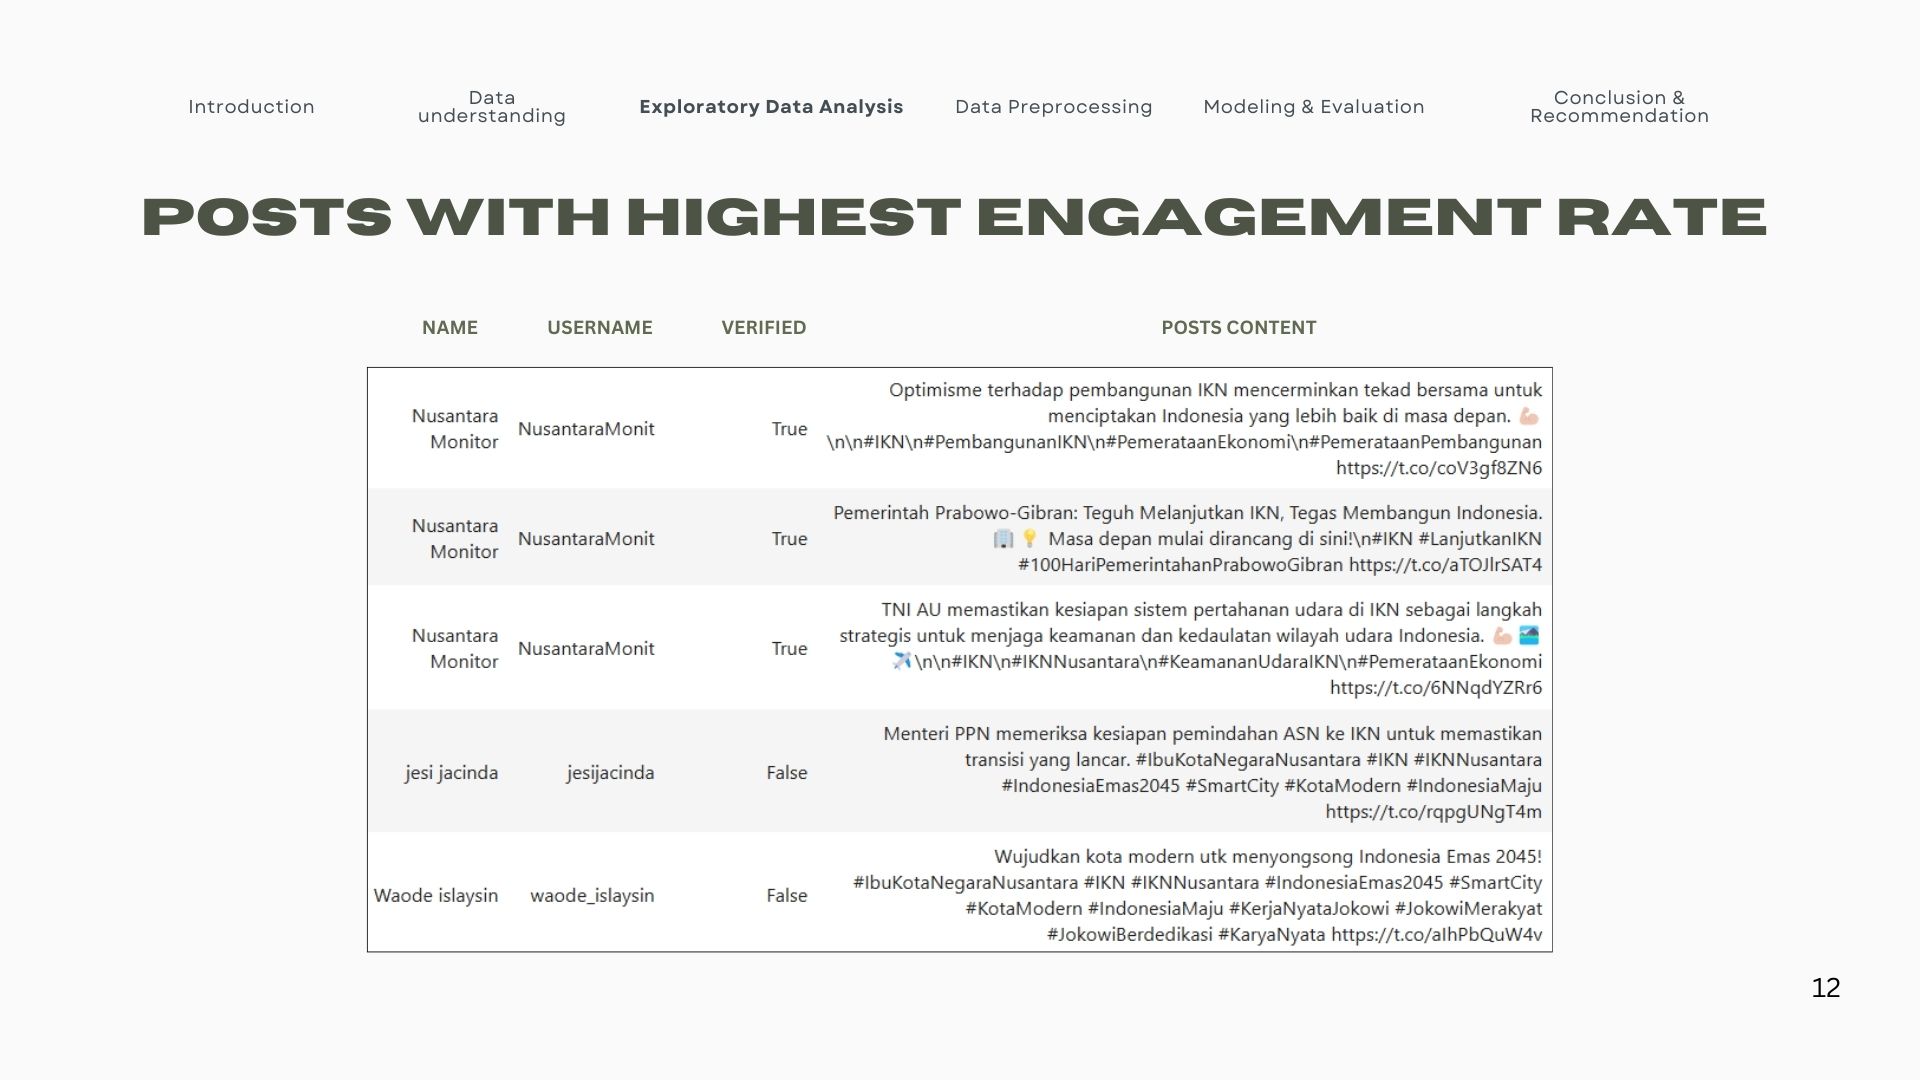 Introduction
Data
understanding
Exploratory Data Analysis
Data Preprocessing
Modeling & Evaluation
Conclusion &
Recommendation
POSTS WITH HIGHEST ENGAGEMENT RATE
NAME
USERNAME
VERIFIED
POSTS CONTENT
Nusantara
Monitor
NusantaraMonit
True
Optimisme terhadap pembangunan IKN mencerminkan tekad bersama untuk
menciptakan Indonesia yang lebih baik di masa depan. 💪🏻
\n\n#IKN\n#PembangunanIKN\n#PemerataanEkonomi\n#PemerataanPembangunan
https://t.co/coV3gf8ZN6
Nusantara
Monitor
NusantaraMonit
True
Pemerintah Prabowo-Gibran: Teguh Melanjutkan IKN, Tegas Membangun Indonesia.
🏢💡 Masa depan mulai dirancang di sini!\n#IKN #LanjutkanIKN
#100HariPemerintahanPrabowoGibran https://t.co/aTOJlrSAT4
Nusantara
Monitor
NusantaraMonit
True
TNI AU memastikan kesiapan sistem pertahanan udara di IKN sebagai langkah
strategis untuk menjaga keamanan dan kedaulatan wilayah udara Indonesia. 💪🏻🏞️
✈️\n\n#IKN\n#IKNNusantara\n#KeamananUdaraIKN\n#PemerataanEkonomi
https://t.co/6NNqdYZRr6
jesi jacinda
jesijacinda
False
Menteri PPN memeriksa kesiapan pemindahan ASN ke IKN untuk memastikan
transisi yang lancar. #IbuKotaNegaraNusantara #IKN #IKNNusantara
#IndonesiaEmas2045 #SmartCity #KotaModern #IndonesiaMaju
https://t.co/rqpgUNgT4m
Waode islaysin
waode_islaysin
False
Wujudkan kota modern utk menyongsong Indonesia Emas 2045!
#IbuKotaNegaraNusantara #IKN #IKNNusantara #IndonesiaEmas2045 #SmartCity
#KotaModern #IndonesiaMaju #KerjaNyataJokowi #JokowiMerakyat
#JokowiBerdedikasi #KaryaNyata https://t.co/aIhPbQuW4v
12